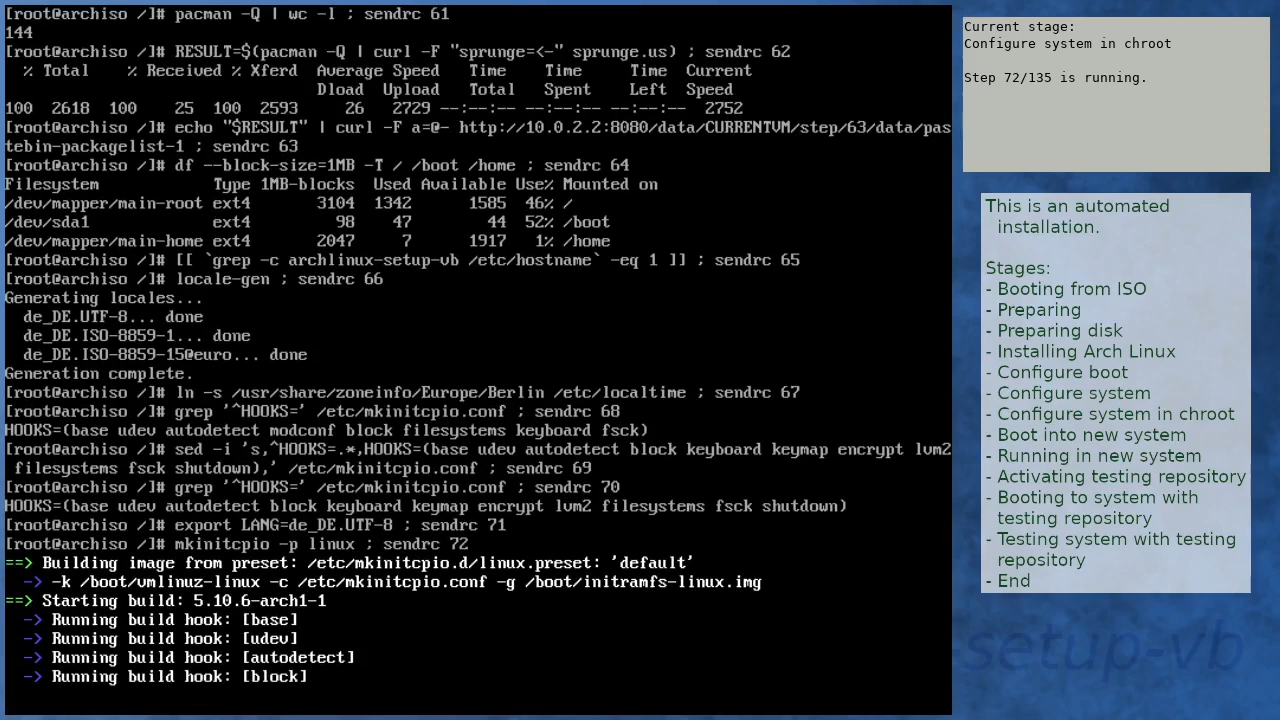 [root@archiso /]# pacman -Q | wc -l ; sendrc 61
144
[root@archiso /]# RESULT=$(pacman -Q | curl -F "sprunge=<-" sprunge.us) ; sendrc 62
  % Total    % Received % Xferd  Average Speed   Time    Time     Time  Current
                                 Dload  Upload   Total   Spent    Left  Speed
100  2618  100    25  100  2593     26   2729 --:--:-- --:--:-- --:--:--  2752
[root@archiso /]# echo "$RESULT" | curl -F a=@- http://10.0.2.2:8080/data/CURRENTVM/step/63/data/pas
tebin-packagelist-1 ; sendrc 63
[root@archiso /]# df --block-size=1MB -T / /boot /home ; sendrc 64
Filesystem            Type 1MB-blocks  Used Available Use% Mounted on
/dev/mapper/main-root ext4       3104  1342      1585  46% /
/dev/sda1             ext4         98    47        44  52% /boot
/dev/mapper/main-home ext4       2047     7      1917   1% /home
[root@archiso /]# [[ `grep -c archlinux-setup-vb /etc/hostname` -eq 1 ]] ; sendrc 65
[root@archiso /]# locale-gen ; sendrc 66
Generating locales...
  de_DE.UTF-8... done
  de_DE.ISO-8859-1... done
  de_DE.ISO-8859-15@euro... done
Generation complete.
[root@archiso /]# ln -s /usr/share/zoneinfo/Europe/Berlin /etc/localtime ; sendrc 67
[root@archiso /]# grep '^HOOKS=' /etc/mkinitcpio.conf ; sendrc 68
HOOKS=(base udev autodetect modconf block filesystems keyboard fsck)
[root@archiso /]# sed -i 's,^HOOKS=.*,HOOKS=(base udev autodetect block keyboard keymap encrypt lvm2
 filesystems fsck shutdown),' /etc/mkinitcpio.conf ; sendrc 69
[root@archiso /]# grep '^HOOKS=' /etc/mkinitcpio.conf ; sendrc 70
HOOKS=(base udev autodetect block keyboard keymap encrypt lvm2 filesystems fsck shutdown)
[root@archiso /]# export LANG=de_DE.UTF-8 ; sendrc 71
[root@archiso /]# mkinitcpio -p linux ; sendrc 72
==> Building image from preset: /etc/mkinitcpio.d/linux.preset: 'default'
  -> -k /boot/vmlinuz-linux -c /etc/mkinitcpio.conf -g /boot/initramfs-linux.img
==> Starting build: 5.10.6-arch1-1
  -> Running build hook: [base]
  -> Running build hook: [udev]
  -> Running build hook: [autodetect]
  -> Running build hook: [block]
Current stage:
Configure system in chroot
Step 72/135 is running.
This is an automated
installation.
Stages:
- Booting from ISO
- Preparing
- Preparing disk
- Installing Arch Linux
- Configure boot
- Configure system
- Configure system in chroot
- Boot into new system
- Running in new system
- Activating testing repository
- Booting to system with
testing repository
- Testing system with testing
repository
- End
-setup-vb